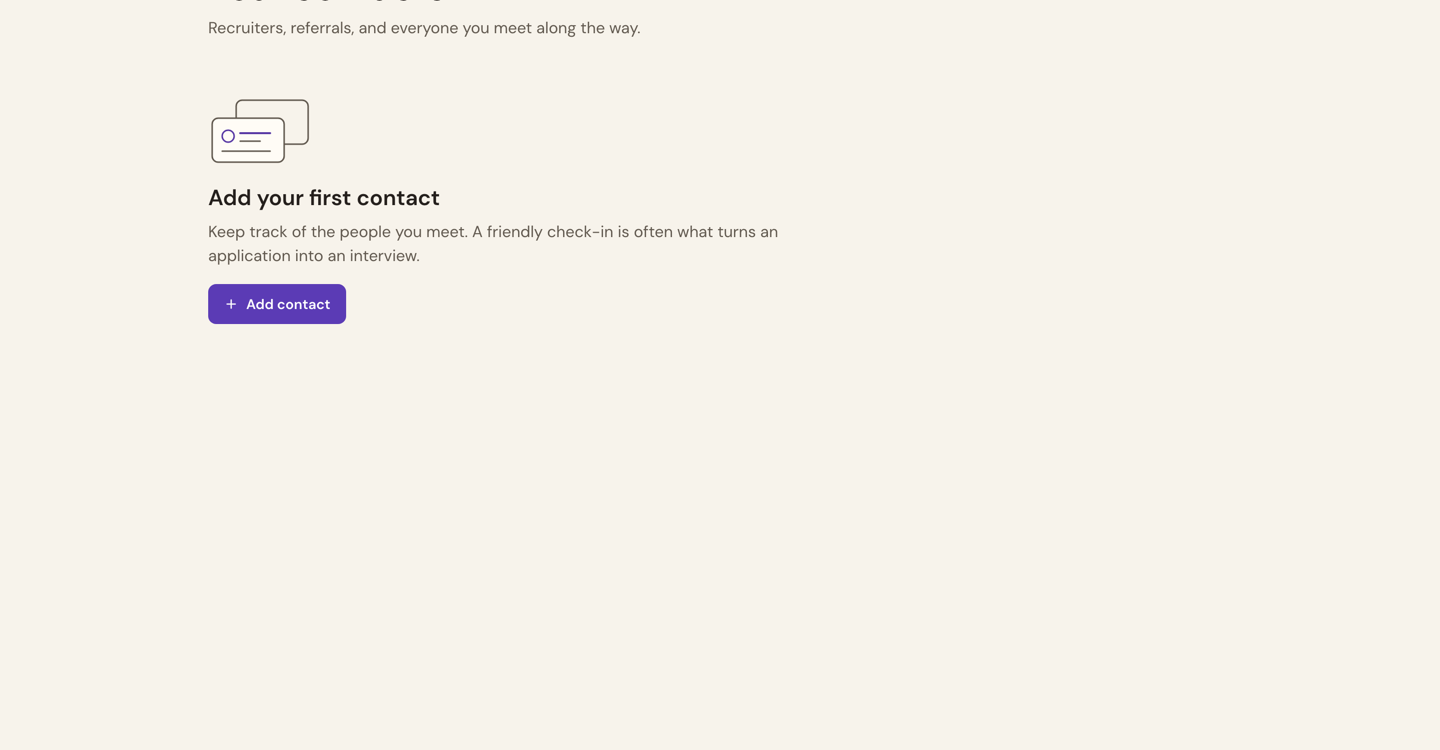 Recruiters, referrals, and everyone you meet along the way.
Add your first contact
Keep track of the people you meet. A friendly check-in is often what turns an
application into an interview.
+ Add contact